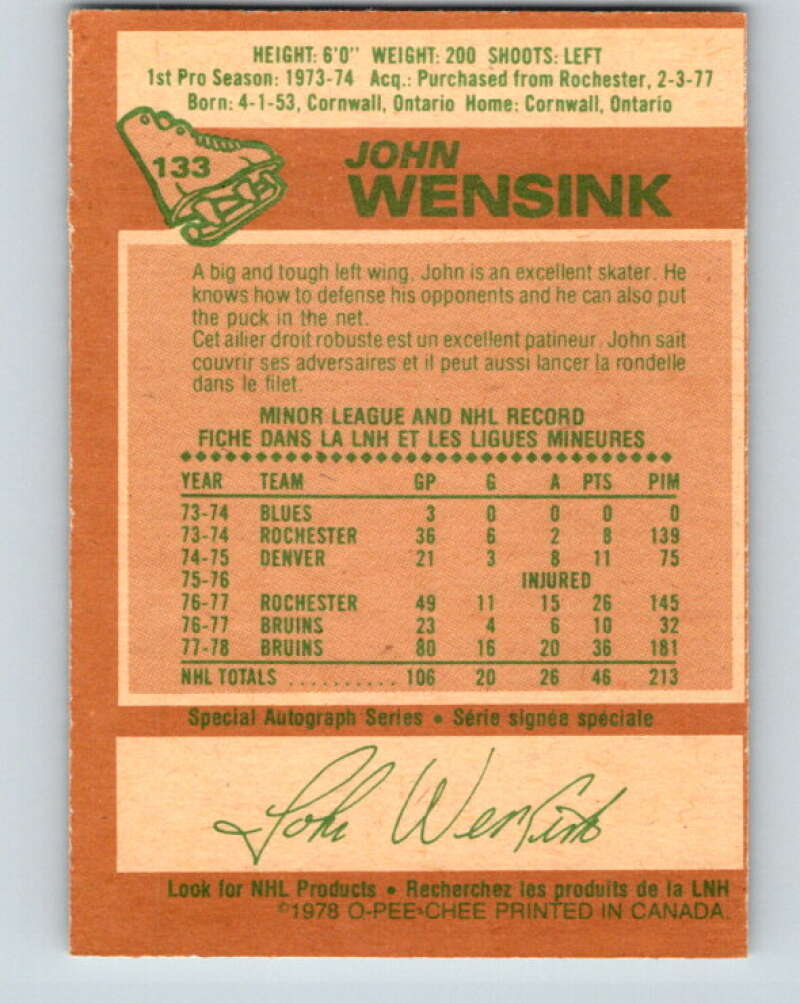 HEIGHT: 6'0" WEIGHT: 200 SHOOTS: LEFT
1st Pro Season: 1973-74 Acq.: Purchased from Rochester, 2-3-77
Born: 4-1-53, Cornwall, Ontario Home: Cornwall, Ontario
133
JOHN
WENSINK
A big and tough left wing, John is an excellent skater. He
knows how to defense his opponents and he can also put
the puck in the net.
Cet ailier droit robuste est un excellent patineur. John sait
couvrir ses adversaires et il peut aussi lancer la rondelle
dans le filet.
MINOR LEAGUE AND NHL RECORD
FICHE DANS LA LNH ET LES LIGUES MINEURES
YEAR TEAM GP G A PTS PIM
73-74 BLUES 3 0 0 0 0
73-74 ROCHESTER 36 6 2 8 139
74-75 DENVER 21 3 8 11 75
75-76 INJURED
76-77 ROCHESTER 49 11 15 26 145
76-77 BRUINS 23 4 6 10 32
77-78 BRUINS 80 16 20 36 181
NHL TOTALS .......... 106 20 26 46 213
Special Autograph Series • Série signée spéciale
John Wensink
Look for NHL Products • Recherchez les produits de la LNH
©1978 O-PEE-CHEE PRINTED IN CANADA.